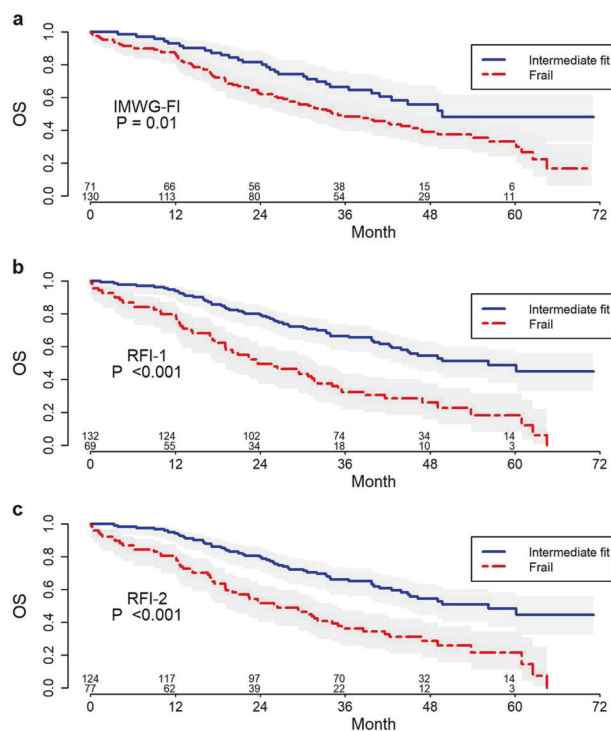 a
1.0
0.8
0.6
0.4
0.2
0.0
OS
Intermediate fit
Frail
IMWG-FI
P = 0.01
71 66 56 38 15 6
130 113 80 54 29 11
0 12 24 36 48 60 72
Month
b
1.0
0.8
0.6
0.4
0.2
0.0
OS
Intermediate fit
Frail
RFI-1
P <0.001
132 124 102 74 34 14
69 55 34 18 10 3
0 12 24 36 48 60 72
Month
c
1.0
0.8
0.6
0.4
0.2
0.0
OS
Intermediate fit
Frail
RFI-2
P <0.001
124 117 97 70 32 14
77 62 39 22 12 3
0 12 24 36 48 60 72
Month